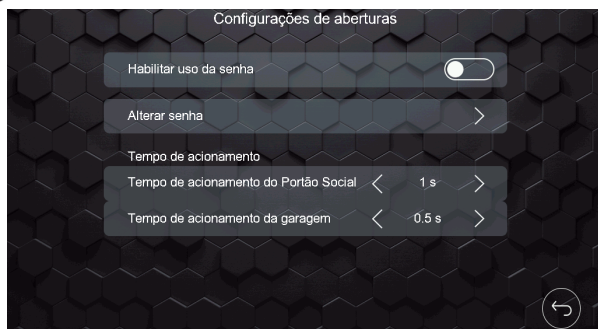 Configurações de aberturas
Habilitar uso da senha
Alterar senha
Tempo de acionamento
Tempo de acionamento do Portão Social 1 s
Tempo de acionamento da garagem 0.5 s